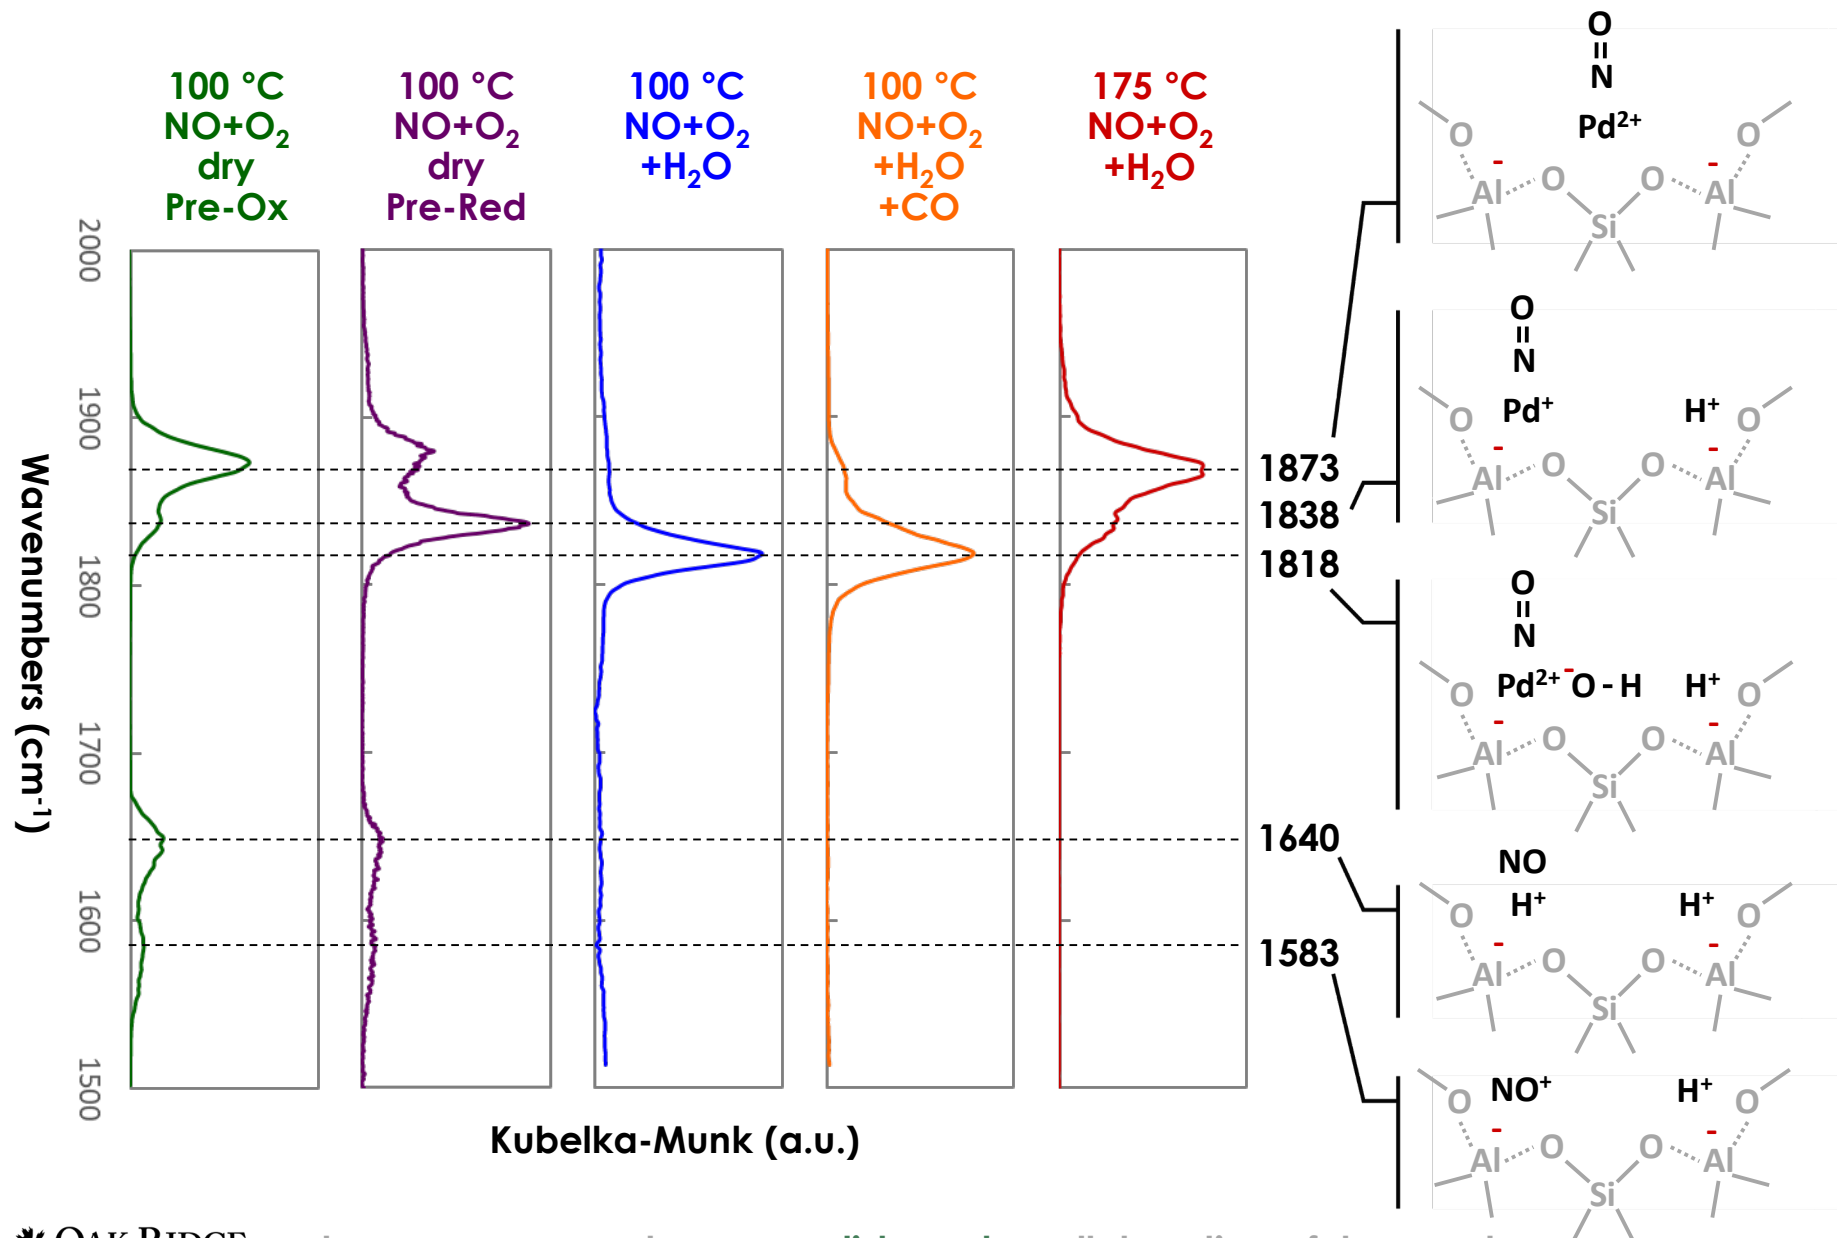 100 °C
NO+O₂
dry
Pre-Ox
100 °C
NO+O₂
dry
Pre-Red
100 °C
NO+O₂
+H₂O
100 °C
NO+O₂
+H₂O
+CO
175 °C
NO+O₂
+H₂O
Wavenumbers (cm⁻¹)
2000
1900
1800
1700
1600
1500
Kubelka-Munk (a.u.)
1873
1838
1818
1640
1583
O
N
Pd²⁺
O O
- -
Al O O Al
Si
O
N
Pd⁺ H⁺
O O
- -
Al O O Al
Si
O
N
Pd²⁺ ⁻O - H H⁺
O O
- -
Al O O Al
Si
NO
H⁺ H⁺
O O
- -
Al O O Al
Si
NO⁺ H⁺
O O
- -
Al O O Al
Si
OAK RIDGE